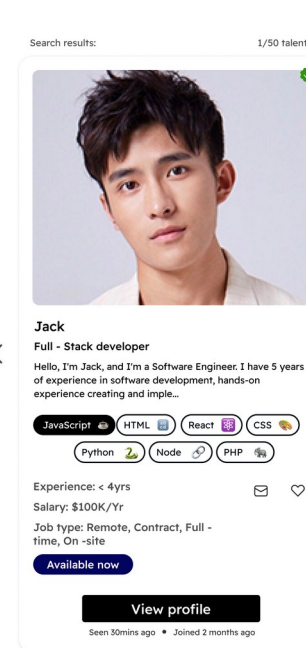 Search results:
1/50 talent
Jack
Full - Stack developer
Hello, I'm Jack, and I'm a Software Engineer. I have 5 years
of experience in software development, hands-on
experience creating and imple...
JavaScript
HTML
React
CSS
Python
Node
PHP
Experience: < 4yrs
Salary: $100K/Yr
Job type: Remote, Contract, Full -
time, On -site
Available now
View profile
Seen 30mins ago • Joined 2 months ago